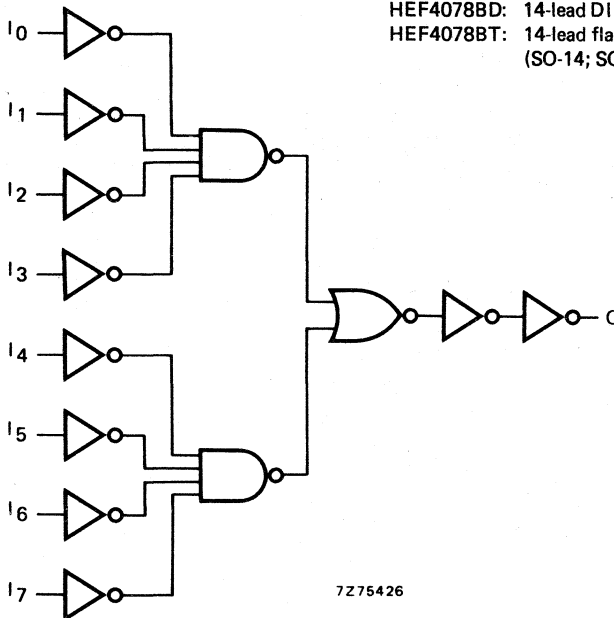 HEF4078BD: 14-lead DI
HEF4078BT: 14-lead fla
(SO-14; SO
I0
I1
I2
I3
I4
I5
I6
I7
7Z75426